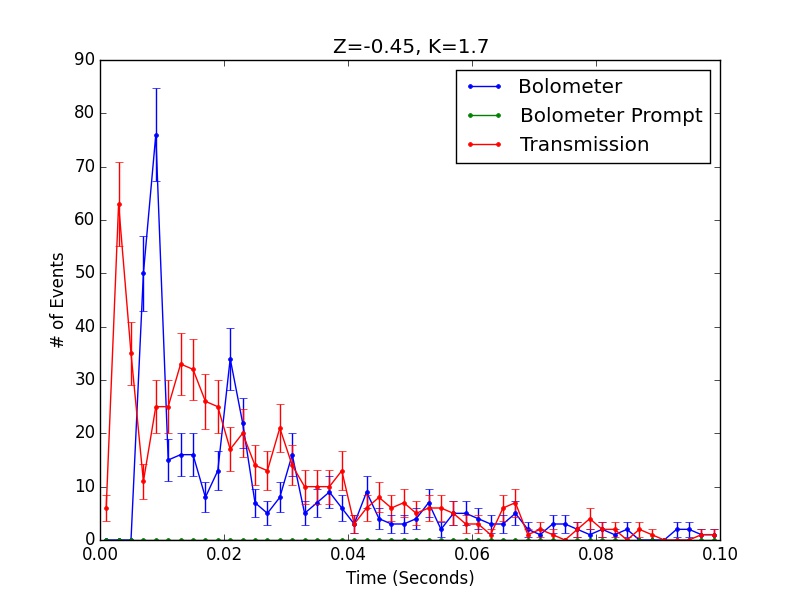 Z=-0.45, K=1.7
Bolometer
Bolometer Prompt
Transmission
90
80
70
60
50
40
30
20
10
0
# of Events
0.00 0.02 0.04 0.06 0.08 0.10
Time (Seconds)